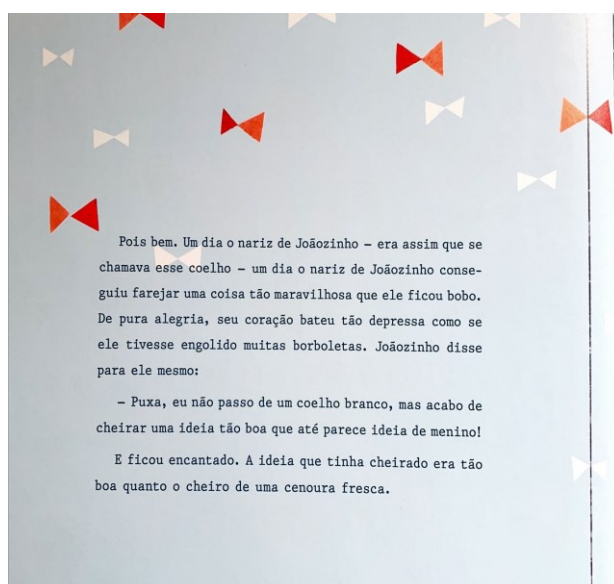 Pois bem. Um dia o nariz de Joãozinho – era assim que se
chamava esse coelho – um dia o nariz de Joãozinho conse-
guiu farejar uma coisa tão maravilhosa que ele ficou bobo.
De pura alegria, seu coração bateu tão depressa como se
ele tivesse engolido muitas borboletas. Joãozinho disse
para ele mesmo:
– Puxa, eu não passo de um coelho branco, mas acabo de
cheirar uma ideia tão boa que até parece ideia de menino!
E ficou encantado. A ideia que tinha cheirado era tão
boa quanto o cheiro de uma cenoura fresca.